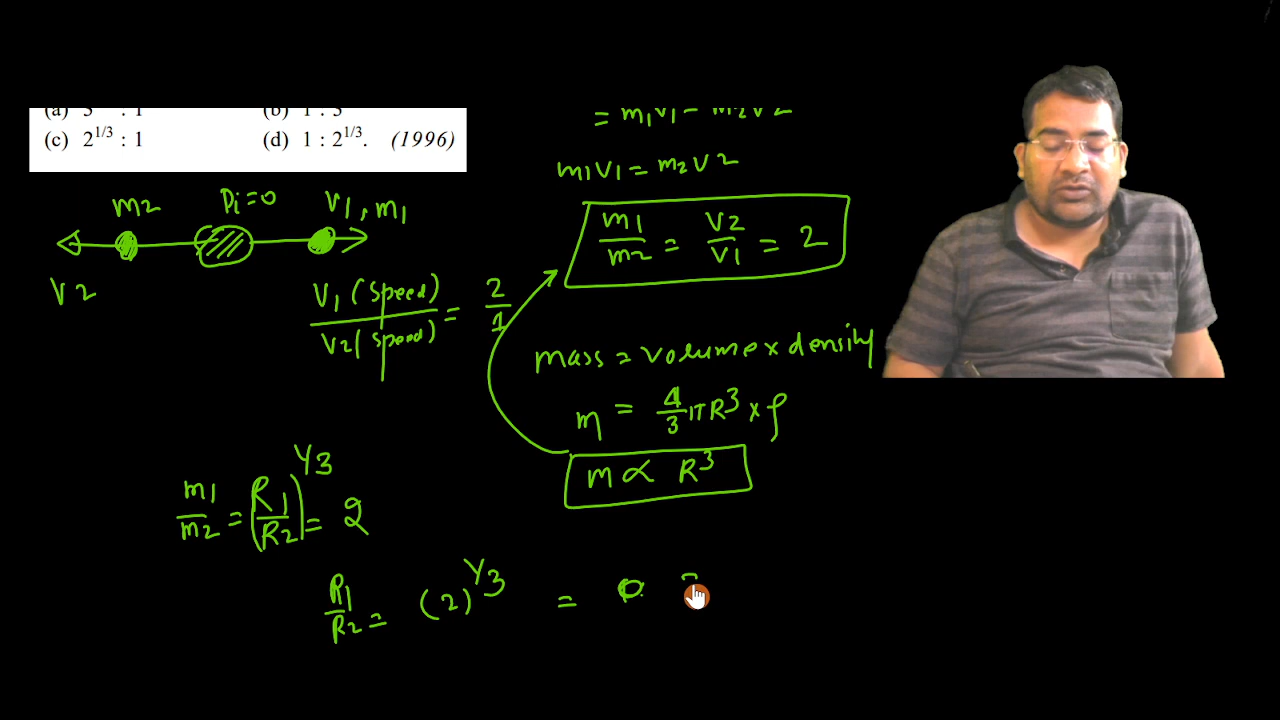 (c) 2^{1/3} : 1 (d) 1 : 2^{1/3}. (1996)
= m1v1 - m2v2
m1v1 = m2v2
m2 Pi=0 v1, m1
v2
m1/m2 = v2/v1 = 2
v1 (speed)/v2 (speed) = 2/1
mass = volume x density
m = 4/3 πR^3 x ρ
m ∝ R^3
m1/m2 = (R1/R2)^{1/3} = 2
R1/R2 = (2)^{1/3} =